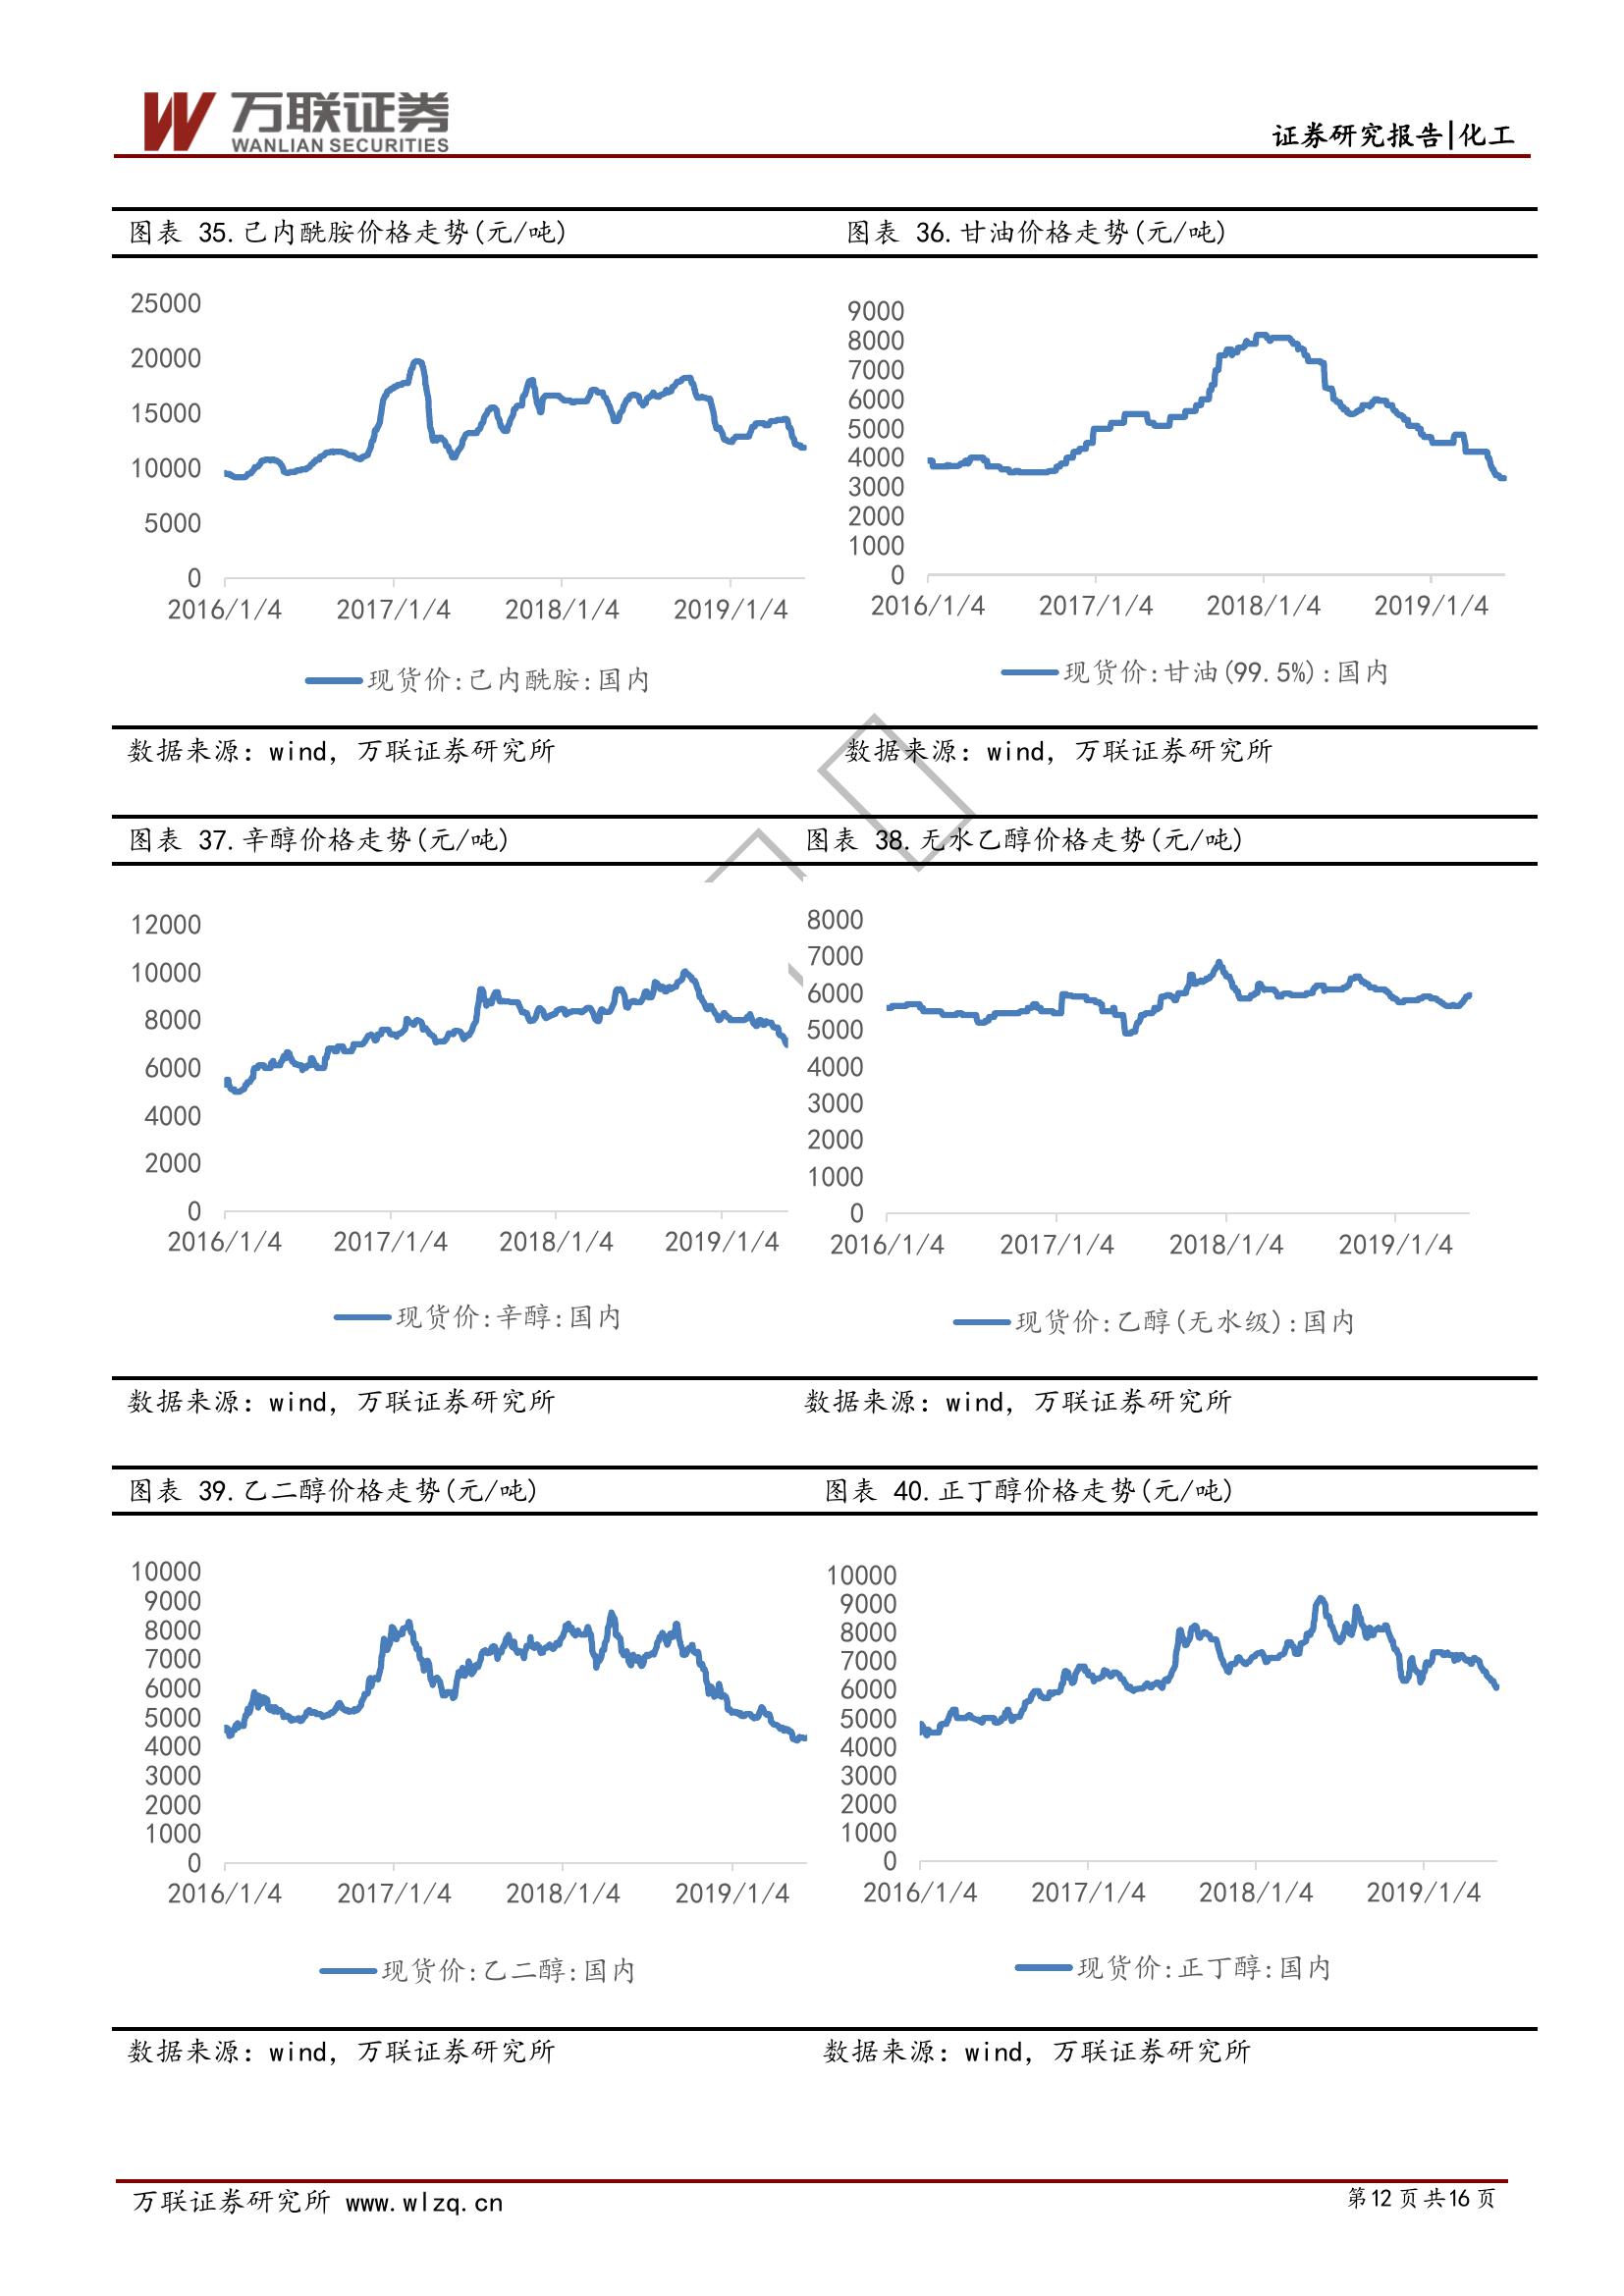 万联证券
WANLIAN SECURITIES
证券研究报告|化工
图表 35.己内酰胺价格走势(元/吨)
图表 36.甘油价格走势(元/吨)
25000
20000
15000
10000
5000
0
2016/1/4 2017/1/4 2018/1/4 2019/1/4
现货价:己内酰胺:国内
9000
8000
7000
6000
5000
4000
3000
2000
1000
0
2016/1/4 2017/1/4 2018/1/4 2019/1/4
现货价:甘油(99.5%):国内
数据来源：wind，万联证券研究所
数据来源：wind，万联证券研究所
图表 37.辛醇价格走势(元/吨)
图表 38.无水乙醇价格走势(元/吨)
12000
10000
8000
6000
4000
2000
0
2016/1/4 2017/1/4 2018/1/4 2019/1/4
现货价:辛醇:国内
8000
7000
6000
5000
4000
3000
2000
1000
0
2016/1/4 2017/1/4 2018/1/4 2019/1/4
现货价:乙醇(无水级):国内
数据来源：wind，万联证券研究所
数据来源：wind，万联证券研究所
图表 39.乙二醇价格走势(元/吨)
图表 40.正丁醇价格走势(元/吨)
10000
9000
8000
7000
6000
5000
4000
3000
2000
1000
0
2016/1/4 2017/1/4 2018/1/4 2019/1/4
现货价:乙二醇:国内
10000
9000
8000
7000
6000
5000
4000
3000
2000
1000
0
2016/1/4 2017/1/4 2018/1/4 2019/1/4
现货价:正丁醇:国内
数据来源：wind，万联证券研究所
数据来源：wind，万联证券研究所
万联证券研究所 www.wlzq.cn
第12页共16页